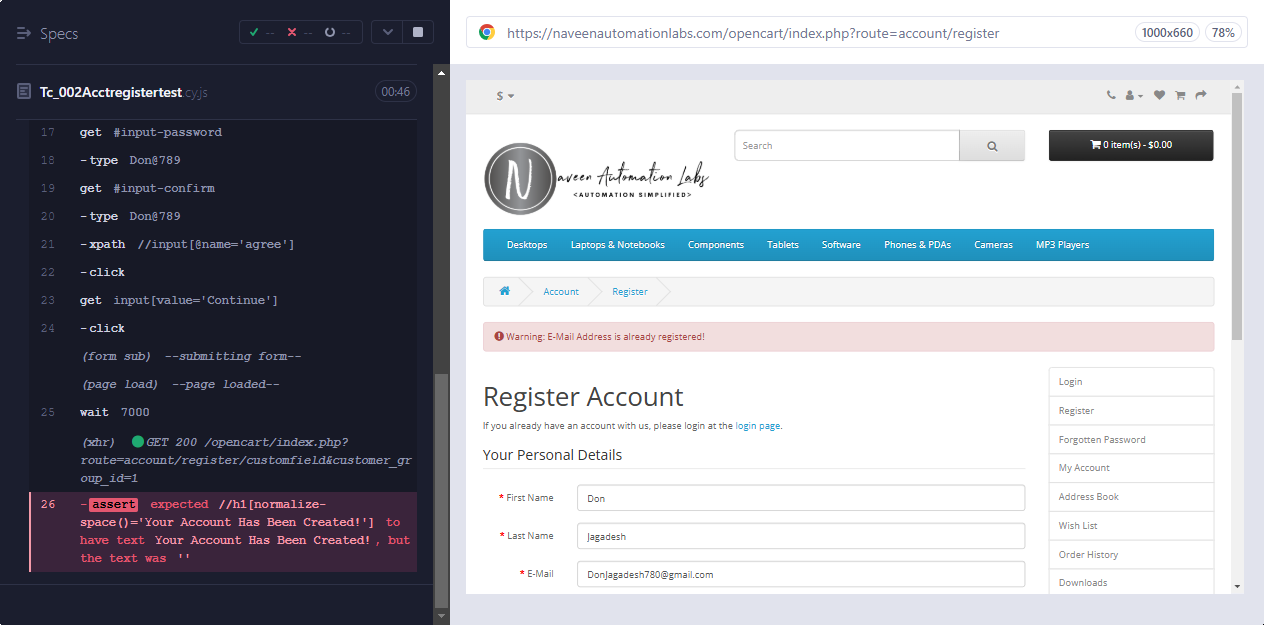 Specs
-- -- --
Tc_002Acctregistertest.cy.js
00:46
17 get #input-password
18 -type Don@789
19 get #input-confirm
20 -type Don@789
21 -xpath //input[@name='agree']
22 -click
23 get input[value='Continue']
24 -click
(form sub) --submitting form--
(page load) --page loaded--
25 wait 7000
(xhr) GET 200 /opencart/index.php?
route=account/register/customfield&customer_gr
oup_id=1
26 -assert expected //h1[normalize-
space()='Your Account Has Been Created!'] to
have text Your Account Has Been Created!, but
the text was ''
https://naveenautomationlabs.com/opencart/index.php?route=account/register
1000x660
78%
$
Search
0 item(s) - $0.00
N
aveen Automation Labs
<AUTOMATION SIMPLIFIED>
Desktops Laptops & Notebooks Components Tablets Software Phones & PDAs Cameras MP3 Players
Account Register
Warning: E-Mail Address is already registered!
Register Account
If you already have an account with us, please login at the login page.
Your Personal Details
* First Name Don
* Last Name Jagadesh
* E-Mail DonJagadesh780@gmail.com
Login
Register
Forgotten Password
My Account
Address Book
Wish List
Order History
Downloads